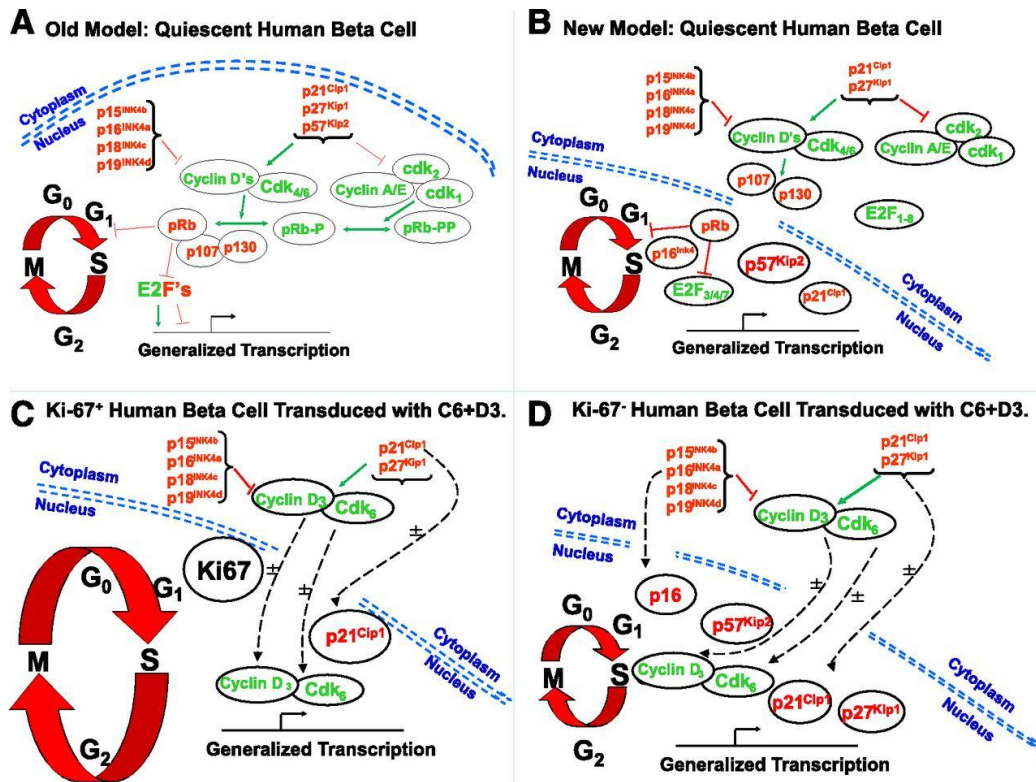 A Old Model: Quiescent Human Beta Cell
Cytoplasm
Nucleus
p15INK4b
p16INK4a
p18INK4c
p19INK4d
p21Cip1
p27Kip1
p57Kip2
Cyclin D's
Cdk4/6
Cyclin A/E
cdk2
cdk1
G0
G1
M
S
G2
pRb
p107
p130
pRb-P
pRb-PP
E2F's
Generalized Transcription
B New Model: Quiescent Human Beta Cell
p15INK4b
p16INK4a
p18INK4c
p19INK4d
p21Cip1
p27Kip1
Cyclin D's
Cdk4/6
Cyclin A/E
cdk2
cdk1
Cytoplasm
Nucleus
p107
p130
E2F1-8
G0
G1
M
S
G2
pRb
p16Ink4
p57Kip2
E2F3/4/7
p21Cip1
Cytoplasm
Nucleus
Generalized Transcription
C Ki-67+ Human Beta Cell Transduced with C6+D3.
p15INK4b
p16INK4a
p18INK4c
p19INK4d
p21Cip1
p27Kip1
Cytoplasm
Nucleus
Cyclin D3
Cdk6
Ki67
±
±
±
G0
G1
M
S
G2
p21Cip1
Cytoplasm
Nucleus
Cyclin D3
Cdk6
Generalized Transcription
D Ki-67- Human Beta Cell Transduced with C6+D3.
p15INK4b
p16INK4a
p18INK4c
p19INK4d
p21Cip1
p27Kip1
Cyclin D3
Cdk6
Cytoplasm
Nucleus
±
±
±
p16
p57Kip2
G0
G1
M
S
G2
Cyclin D3
Cdk6
p21Cip1
p27Kip1
Cytoplasm
Nucleus
Generalized Transcription